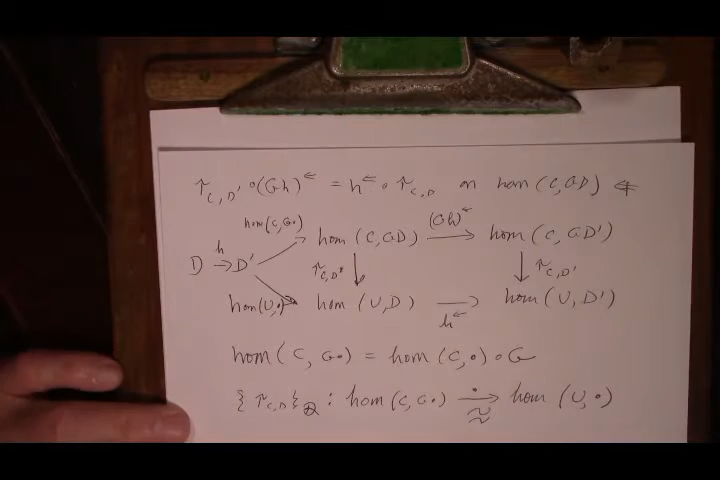 τ_{C,D'} ∘ (Gh)^← = h^← ∘ τ_{C,D} on hom(C,GD) ⇐
hom(C,G•) hom(C,GD) (Gh)^← → hom(C,GD')
D h → D' τ_{C,D} ↓ ↓ τ_{C,D'}
hom(U,•) hom(U,D) → h^← hom(U,D')
hom(C,G•) = hom(C,•) ∘ G
{τ_{C,D}}_D : hom(C,G•) ⟶ ≈ hom(U,•)